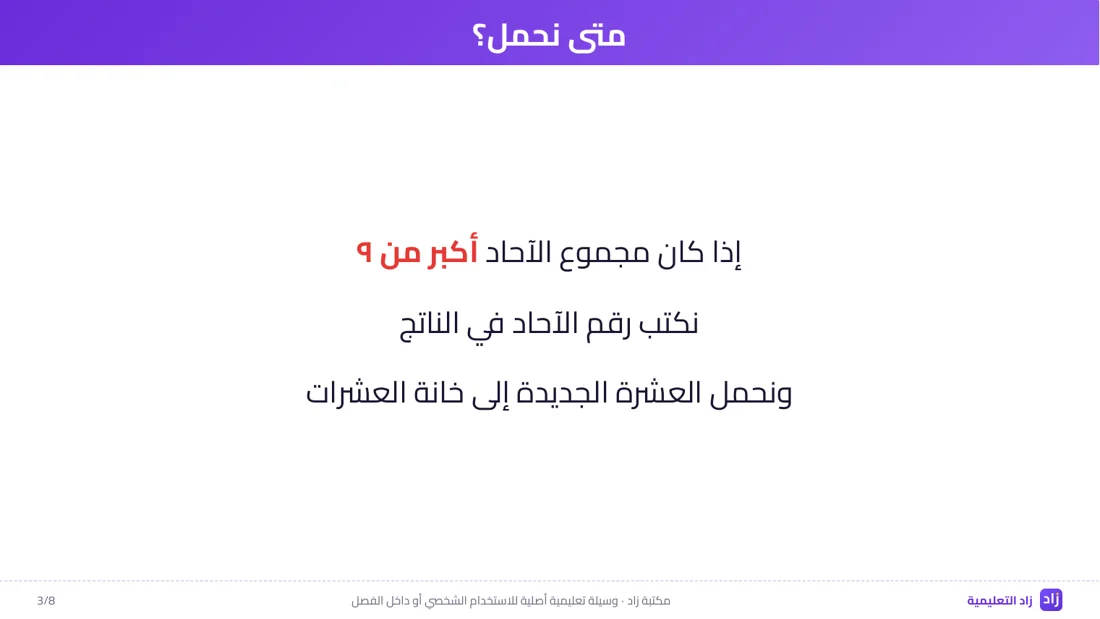 متى نحمل؟
إذا كان مجموع الآحاد أكبر من ٩
نكتب رقم الآحاد في الناتج
ونحمل العشرة الجديدة إلى خانة العشرات
زاد زاد التعليمية
مكتبة زاد · وسيلة تعليمية أصلية للاستخدام الشخصي أو داخل الفصل
3/8